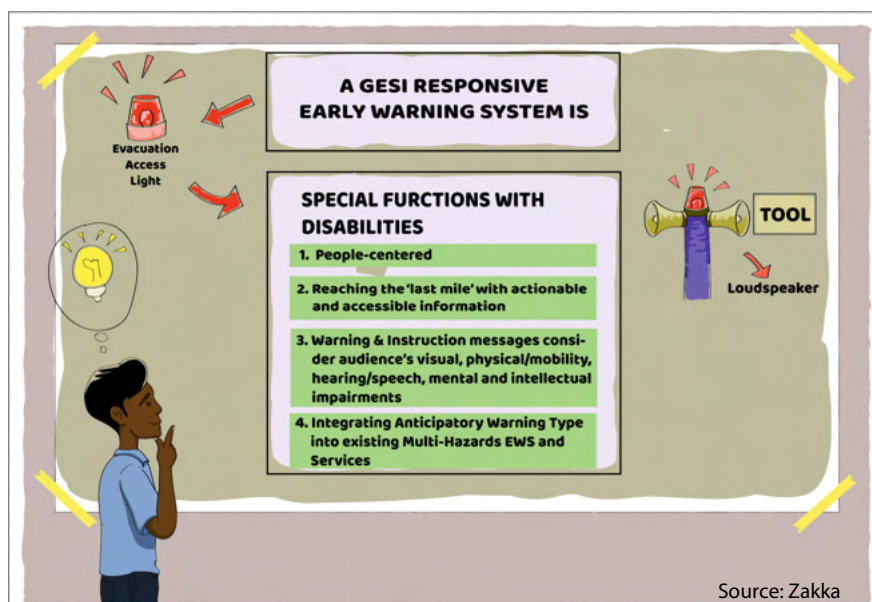 A GESI RESPONSIVE
EARLY WARNING SYSTEM IS
Evacuation
Access
Light
SPECIAL FURCTIONS WITH
DISABILITIES
1. People-centered
2. Reaching the 'last mile' with actionable
and accessible information
3. Warning & Instruction messages consi-
der audience's visual, physical/mobility,
hearing/speech, mental and intellectual
impairments
4. Integrating Anticipatory Warning Type
into existing Multi-Hazards EWS and
Services
TOOL
Loudspeaker
Source: Zakka